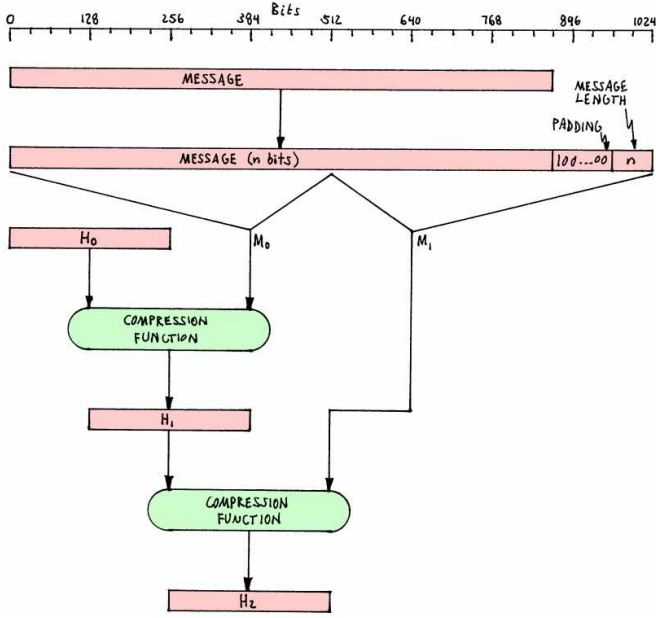 Bits
0 128 256 384 512 640 768 896 1024
MESSAGE
MESSAGE
LENGTH
PADDING
MESSAGE (n bits)
100...00
n
H0
M0
M1
COMPRESSION
FUNCTION
H1
COMPRESSION
FUNCTION
H2